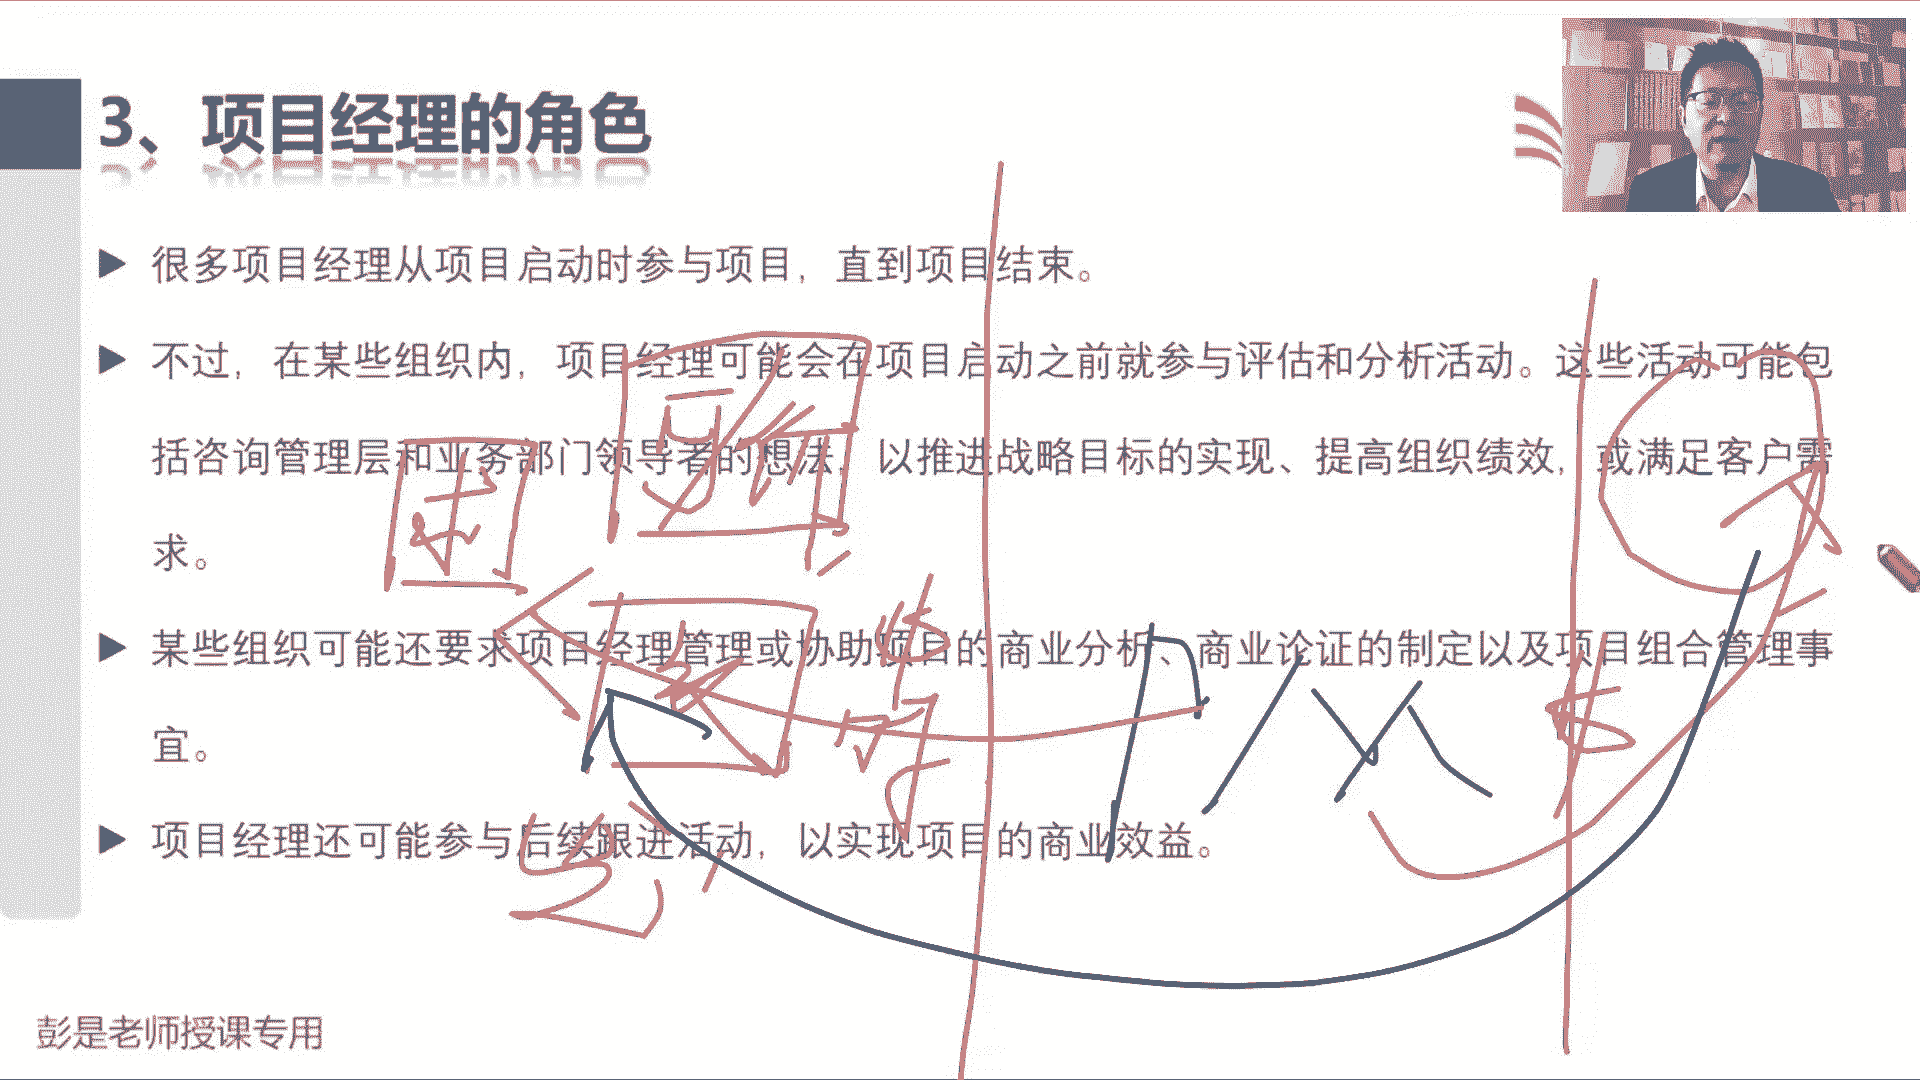 3、项目经理的角色
▶ 很多项目经理从项目启动时参与项目，直到项目结束。
▶ 不过，在某些组织内，项目经理可能会在项目启动之前就参与评估和分析活动。这些活动可能包
括咨询管理层和业务部门领导者的想法，以推进战略目标的实现、提高组织绩效，或满足客户需
求。
▶ 某些组织可能还要求项目经理管理或协助项目的商业分析、商业论证的制定以及项目组合管理事
宜。
▶ 项目经理还可能参与后续跟进活动，以实现项目的商业效益。
彭是老师授课专用